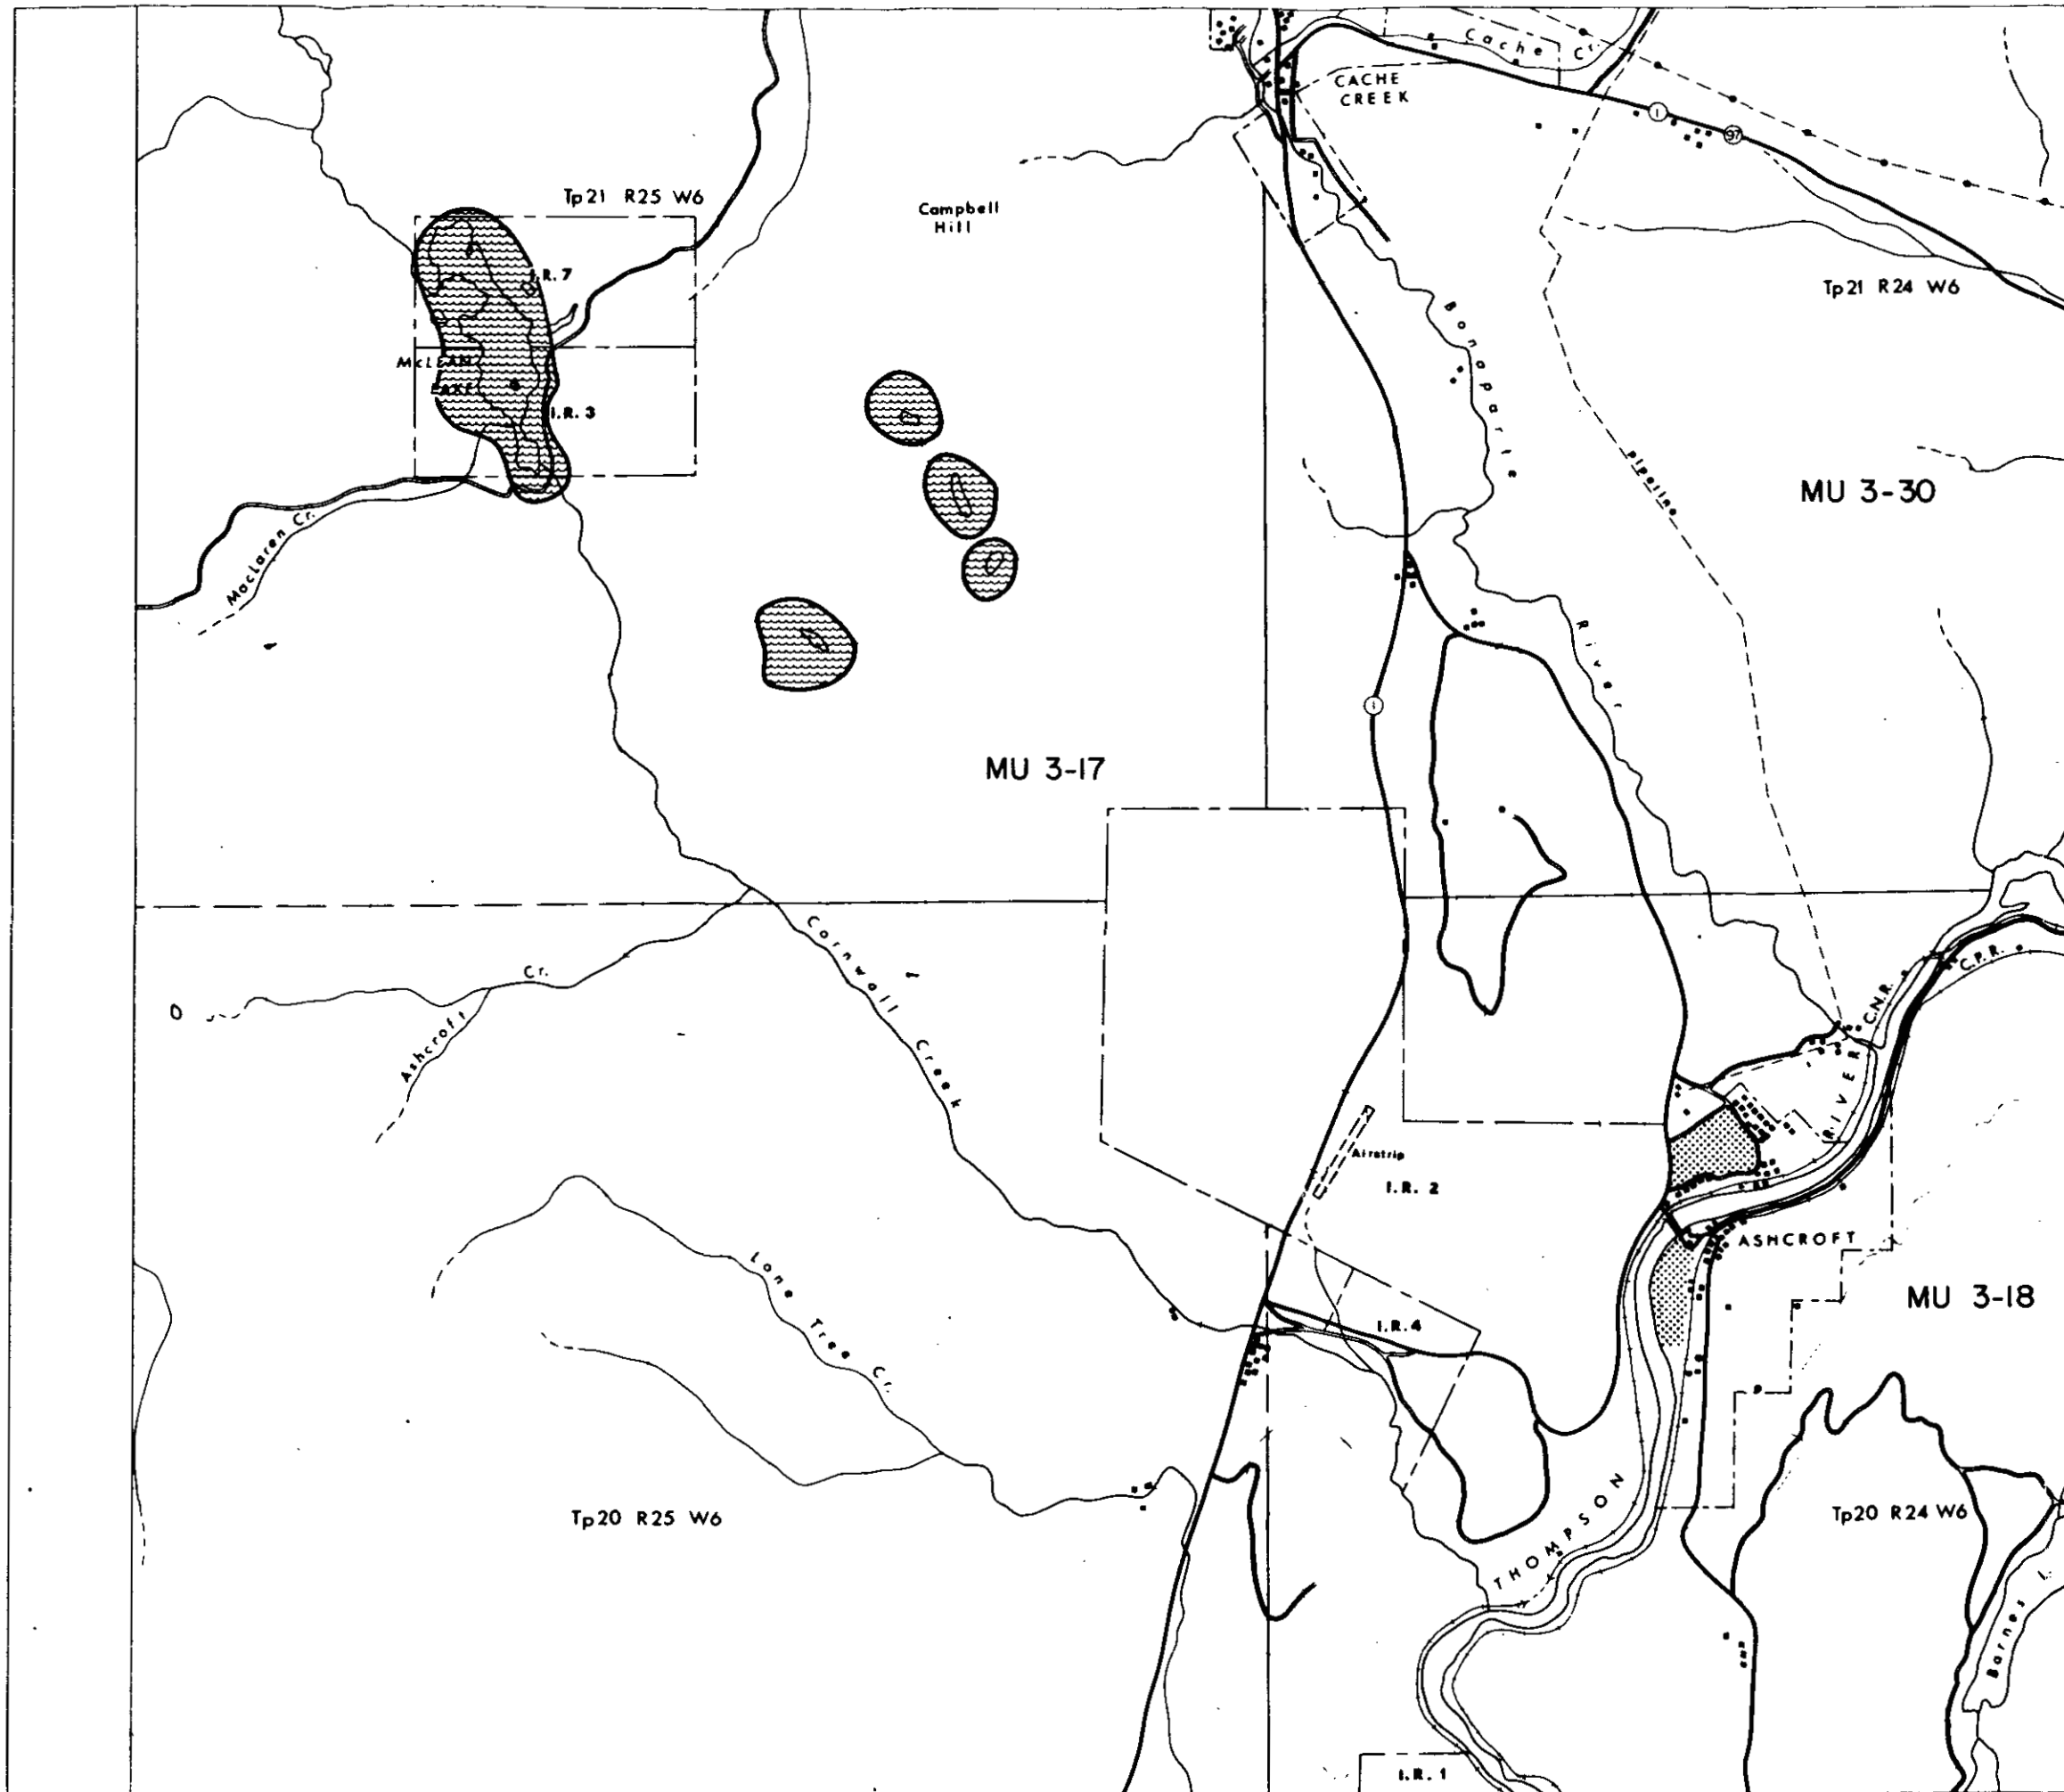 Cache Cr.
CACHE
CREEK
1
97
Tp21 R25 W6
Campbell
Hill
I.R. 7
Tp21 R24 W6
Bonaparte
McLEAN
LAKE
I.R. 3
Pipeline
MU 3-30
MacLaren Cr.
River
1
MU 3-17
Cornwall Creek
C.P.R.
Cr.
C.N.R.
Ashcroft
RIVER
Airstrip
I.R. 2
ASHCROFT
Lone Tree Cr.
MU 3-18
I.R. 4
THOMPSON
Tp20 R25 W6
Tp20 R24 W6
Barnes L.
I.R. 1